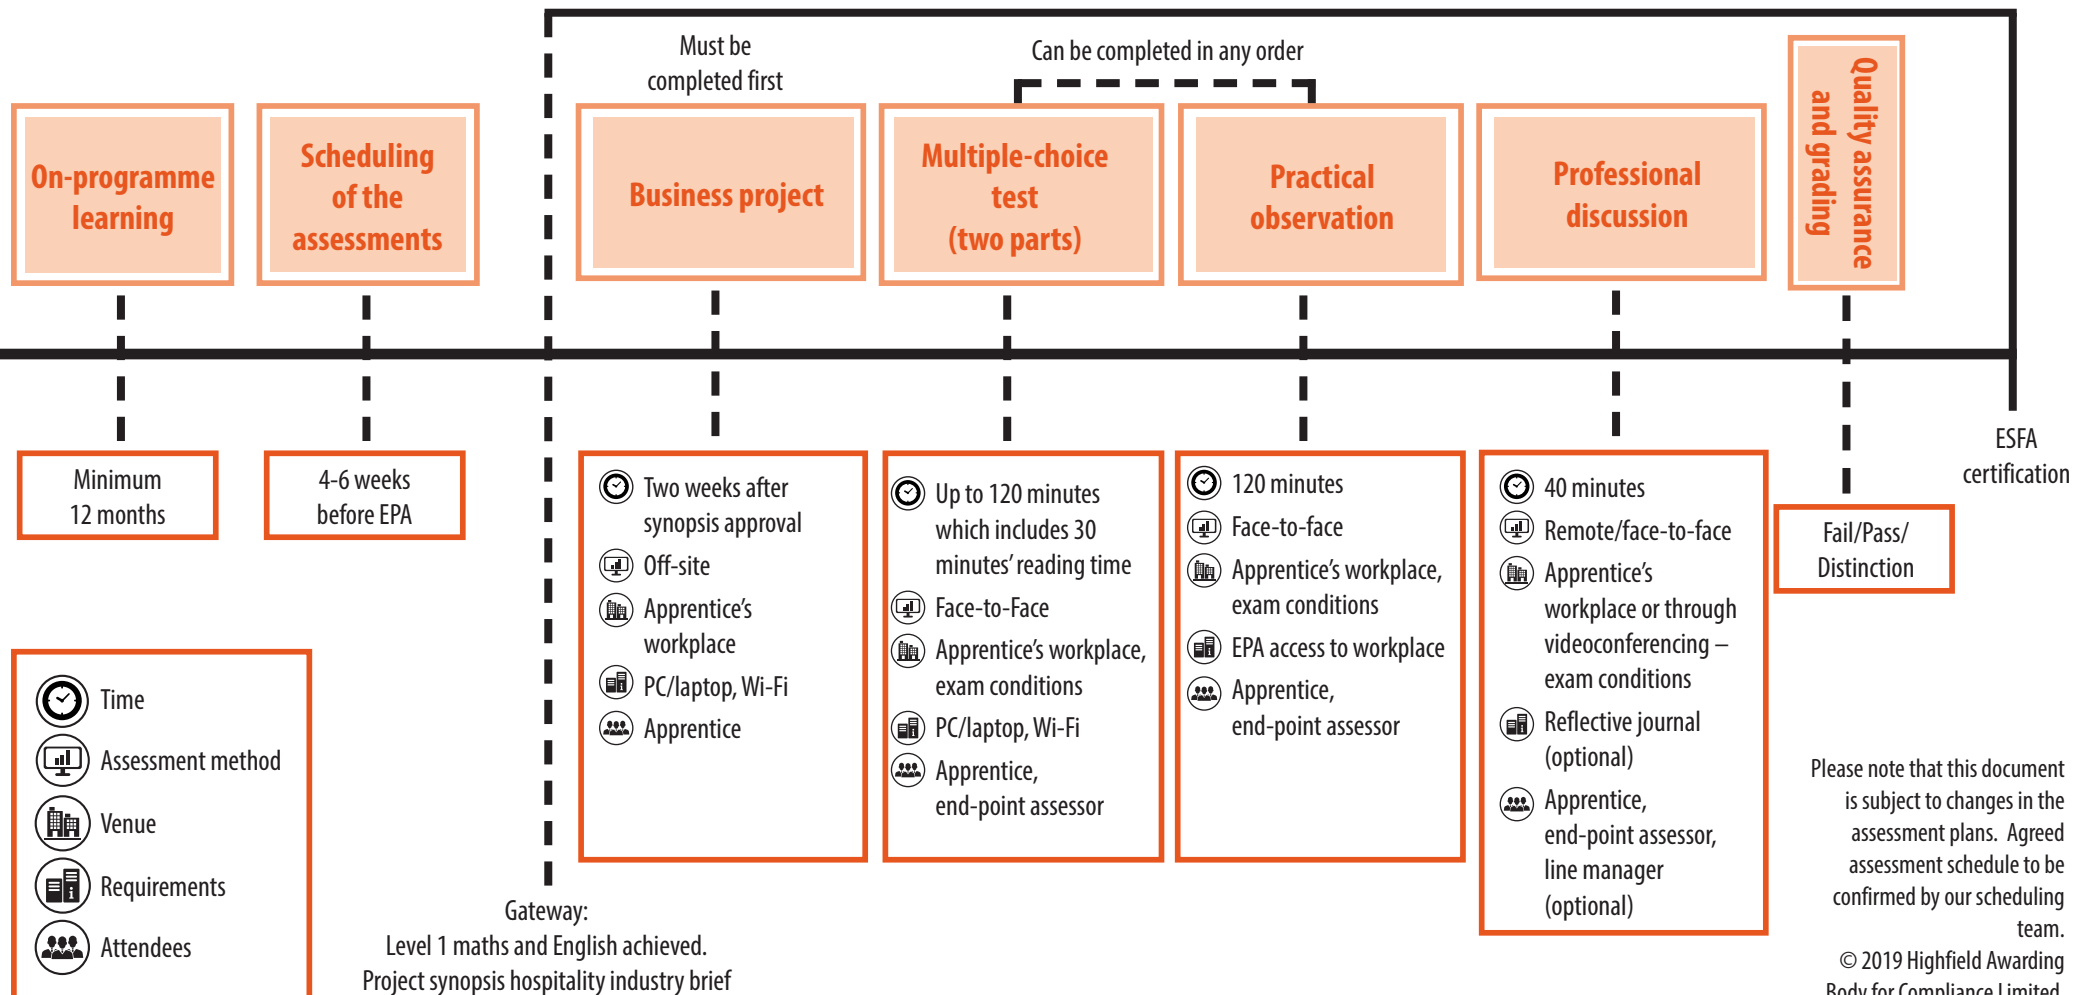 Must be
completed first
Can be completed in any order
On-programme
learning
Scheduling
of the
assessments
Business project
Multiple-choice
test
(two parts)
Practical
observation
Professional
discussion
Quality assurance
and grading
Minimum
12 months
4-6 weeks
before EPA
Two weeks after
synopsis approval
Off-site
Apprentice's
workplace
PC/laptop, Wi-Fi
Apprentice
Up to 120 minutes
which includes 30
minutes' reading time
Face-to-Face
Apprentice's workplace,
exam conditions
PC/laptop, Wi-Fi
Apprentice,
end-point assessor
120 minutes
Face-to-face
Apprentice's workplace,
exam conditions
EPA access to workplace
Apprentice,
end-point assessor
40 minutes
Remote/face-to-face
Apprentice's
workplace or through
videoconferencing –
exam conditions
Reflective journal
(optional)
Apprentice,
end-point assessor,
line manager
(optional)
Fail/Pass/
Distinction
ESFA
certification
Time
Assessment method
Venue
Requirements
Attendees
Gateway:
Level 1 maths and English achieved.
Project synopsis hospitality industry brief
Please note that this document
is subject to changes in the
assessment plans. Agreed
assessment schedule to be
confirmed by our scheduling
team.
© 2019 Highfield Awarding
Body for Compliance Limited.